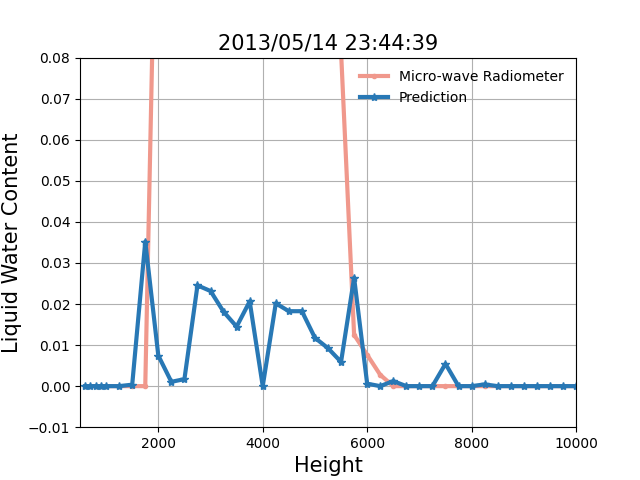 2013/05/14 23:44:39
Micro-wave Radiometer
Prediction
Liquid Water Content
0.08
0.07
0.06
0.05
0.04
0.03
0.02
0.01
0.00
−0.01
2000 4000 6000 8000 10000
Height